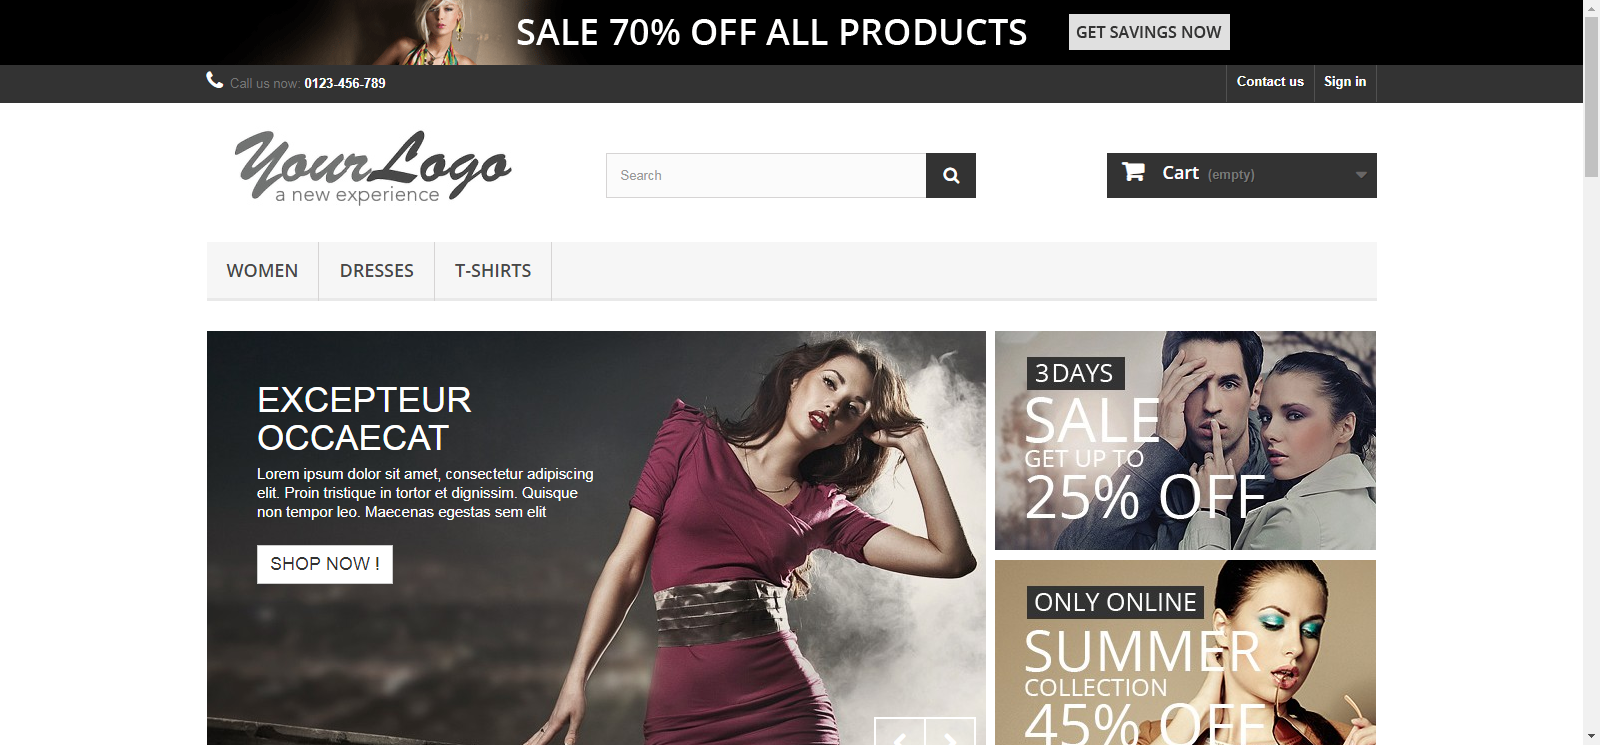 SALE 70% OFF ALL PRODUCTS
GET SAVINGS NOW
Call us now: 0123-456-789
Contact us
Sign in
YourLogo
a new experience
Search
Cart (empty)
WOMEN
DRESSES
T-SHIRTS
EXCEPTEUR
OCCAECAT
Lorem ipsum dolor sit amet, consectetur adipiscing
elit. Proin tristique in tortor et dignissim. Quisque
non tempor leo. Maecenas egestas sem elit
SHOP NOW !
3 DAYS
SALE
GET UP TO
25% OFF
ONLY ONLINE
SUMMER
COLLECTION
45% OFF